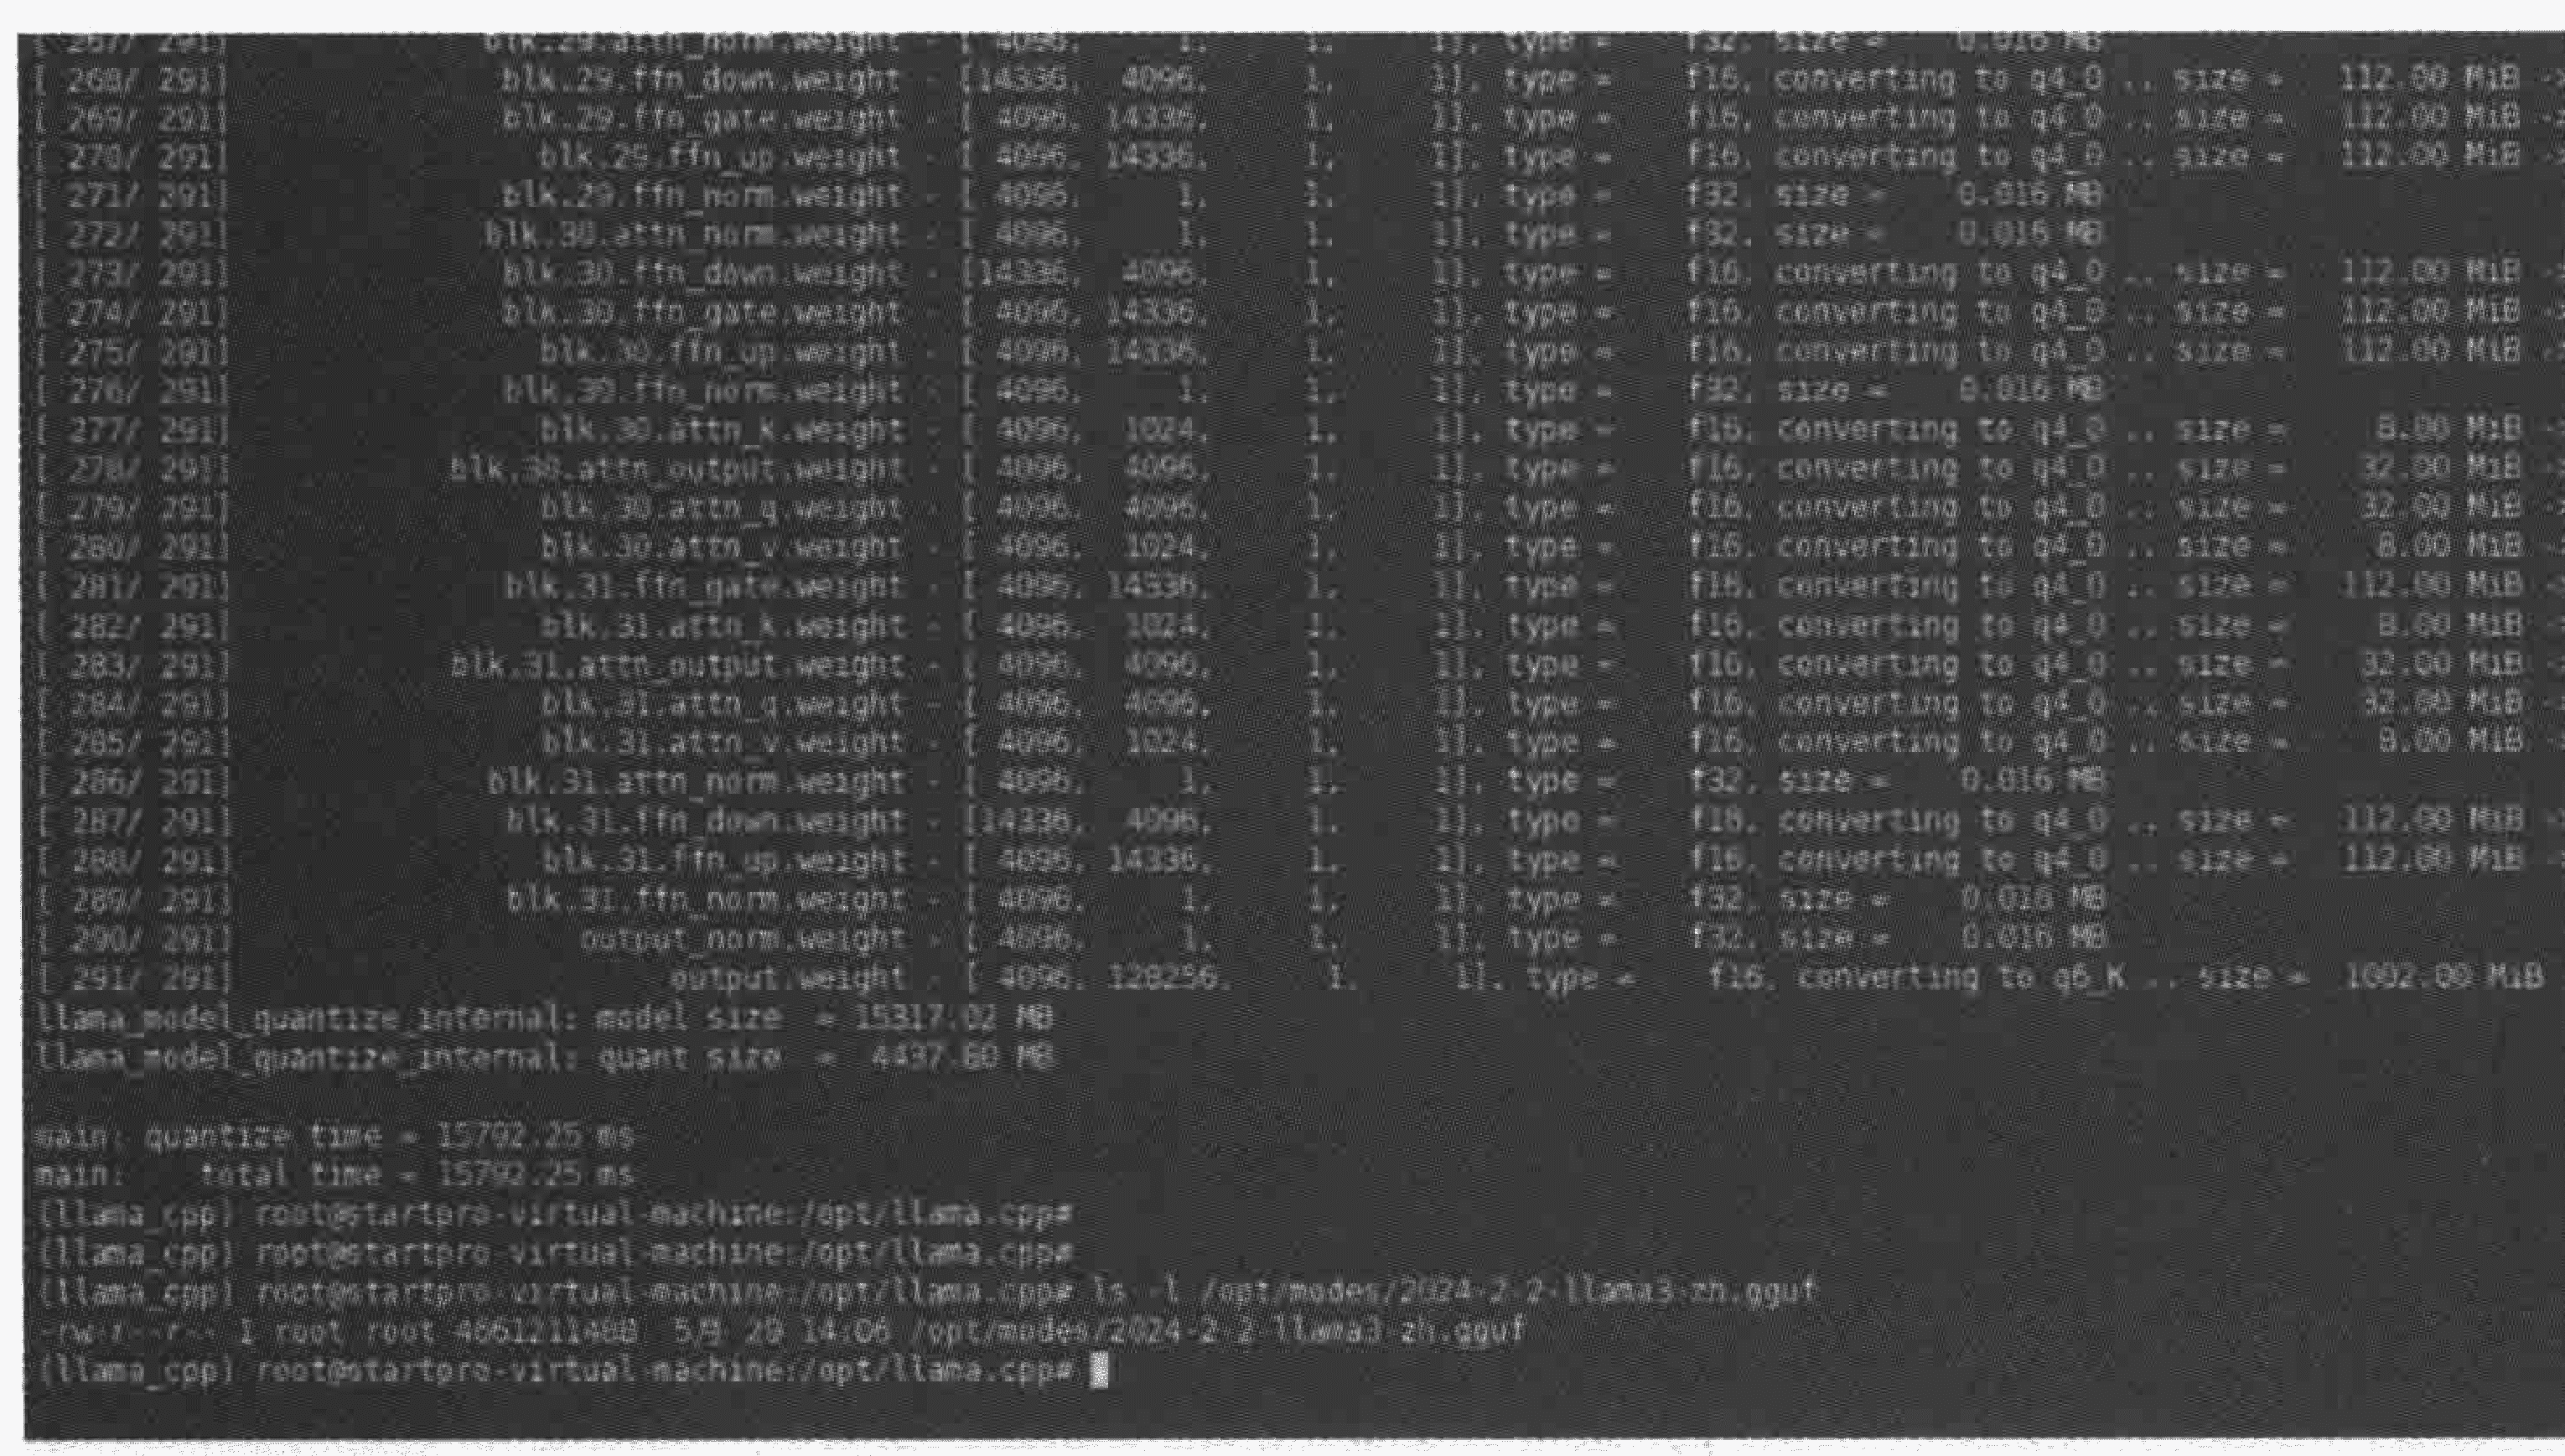 [ 267/ 291] blk.29.attn_norm.weight - [ 4096, 1, 1, 1], type = f32, size = 0.016 MB
[ 268/ 291] blk.29.ffn_down.weight - [14336, 4096, 1, 1], type = f16, converting to q4_0 .. size = 112.00 MiB ->
[ 269/ 291] blk.29.ffn_gate.weight - [ 4096, 14336, 1, 1], type = f16, converting to q4_0 .. size = 112.00 MiB ->
[ 270/ 291] blk.29.ffn_up.weight - [ 4096, 14336, 1, 1], type = f16, converting to q4_0 .. size = 112.00 MiB ->
[ 271/ 291] blk.29.ffn_norm.weight - [ 4096, 1, 1, 1], type = f32, size = 0.016 MB
[ 272/ 291] blk.30.attn_norm.weight - [ 4096, 1, 1, 1], type = f32, size = 0.016 MB
[ 273/ 291] blk.30.ffn_down.weight - [14336, 4096, 1, 1], type = f16, converting to q4_0 .. size = 112.00 MiB ->
[ 274/ 291] blk.30.ffn_gate.weight - [ 4096, 14336, 1, 1], type = f16, converting to q4_0 .. size = 112.00 MiB ->
[ 275/ 291] blk.30.ffn_up.weight - [ 4096, 14336, 1, 1], type = f16, converting to q4_0 .. size = 112.00 MiB ->
[ 276/ 291] blk.30.ffn_norm.weight - [ 4096, 1, 1, 1], type = f32, size = 0.016 MB
[ 277/ 291] blk.30.attn_k.weight - [ 4096, 1024, 1, 1], type = f16, converting to q4_0 .. size = 8.00 MiB ->
[ 278/ 291] blk.30.attn_output.weight - [ 4096, 4096, 1, 1], type = f16, converting to q4_0 .. size = 32.00 MiB ->
[ 279/ 291] blk.30.attn_q.weight - [ 4096, 4096, 1, 1], type = f16, converting to q4_0 .. size = 32.00 MiB ->
[ 280/ 291] blk.30.attn_v.weight - [ 4096, 1024, 1, 1], type = f16, converting to q4_0 .. size = 8.00 MiB ->
[ 281/ 291] blk.31.ffn_gate.weight - [ 4096, 14336, 1, 1], type = f16, converting to q4_0 .. size = 112.00 MiB ->
[ 282/ 291] blk.31.attn_k.weight - [ 4096, 1024, 1, 1], type = f16, converting to q4_0 .. size = 8.00 MiB ->
[ 283/ 291] blk.31.attn_output.weight - [ 4096, 4096, 1, 1], type = f16, converting to q4_0 .. size = 32.00 MiB ->
[ 284/ 291] blk.31.attn_q.weight - [ 4096, 4096, 1, 1], type = f16, converting to q4_0 .. size = 32.00 MiB ->
[ 285/ 291] blk.31.attn_v.weight - [ 4096, 1024, 1, 1], type = f16, converting to q4_0 .. size = 8.00 MiB ->
[ 286/ 291] blk.31.attn_norm.weight - [ 4096, 1, 1, 1], type = f32, size = 0.016 MB
[ 287/ 291] blk.31.ffn_down.weight - [14336, 4096, 1, 1], type = f16, converting to q4_0 .. size = 112.00 MiB ->
[ 288/ 291] blk.31.ffn_up.weight - [ 4096, 14336, 1, 1], type = f16, converting to q4_0 .. size = 112.00 MiB ->
[ 289/ 291] blk.31.ffn_norm.weight - [ 4096, 1, 1, 1], type = f32, size = 0.016 MB
[ 290/ 291] output_norm.weight - [ 4096, 1, 1, 1], type = f32, size = 0.016 MB
[ 291/ 291] output.weight - [ 4096, 128256, 1, 1], type = f16, converting to q6_K .. size = 1002.00 MiB
llama_model_quantize_internal: model size = 15317.02 MB
llama_model_quantize_internal: quant size = 4437.80 MB
main: quantize time = 15792.25 ms
main: total time = 15792.25 ms
(llama_cpp) root@startpro-virtual-machine:/opt/llama.cpp#
(llama_cpp) root@startpro-virtual-machine:/opt/llama.cpp#
(llama_cpp) root@startpro-virtual-machine:/opt/llama.cpp# ls -l /opt/modes/2024-2-2-llama3-zh.gguf
-rw-r--r-- 1 root root 4661211488 5月 20 14:06 /opt/modes/2024-2-2-llama3-zh.gguf
(llama_cpp) root@startpro-virtual-machine:/opt/llama.cpp#